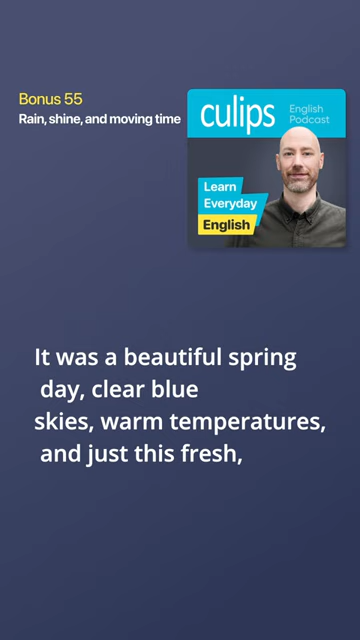 Bonus 55
Rain, shine, and moving time
culips English Podcast
Learn
Everyday
English
It was a beautiful spring
day, clear blue
skies, warm temperatures,
and just this fresh,